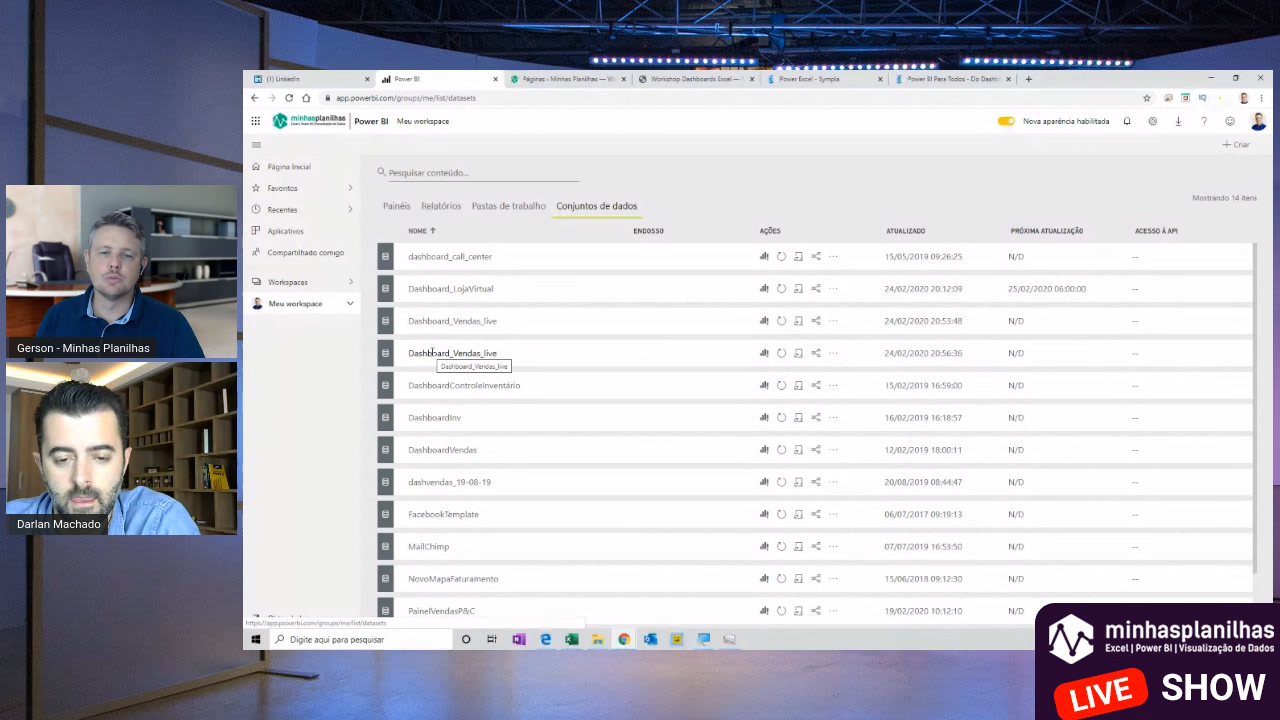 (1) LinkedIn
Power BI
Páginas ‹ Minhas Planilhas — W
Workshop Dashboards Excel —
Power Excel - Sympla
Power BI Para Todos - Do Dashb
app.powerbi.com/groups/me/list/datasets
minhasplanilhas
Power BI
Meu workspace
Nova aparência habilitada
Criar
Página Inicial
Favoritos
Recentes
Aplicativos
Compartilhado comigo
Workspaces
Meu workspace
Pesquisar conteúdo...
Mostrando 14 itens
Painéis Relatórios Pastas de trabalho Conjuntos de dados
NOME ENDOSSO AÇÕES ATUALIZADO PRÓXIMA ATUALIZAÇÃO ACESSO À API
dashboard_call_center 15/05/2019 09:26:25 N/D --
Dashboard_LojaVirtual 24/02/2020 20:12:09 25/02/2020 06:00:00 --
Dashboard_Vendas_live 24/02/2020 20:53:48 N/D --
Dashboard_Vendas_live 24/02/2020 20:56:36 N/D --
Dashboard_Vendas_live
DashboardControleInventário 15/02/2020 16:59:00 N/D --
DashboardInv 16/02/2019 16:18:57 N/D --
DashboardVendas 12/02/2019 18:00:11 N/D --
dashvendas_19-08-19 20/08/2019 08:44:47 N/D --
FacebookTemplate 06/07/2017 09:19:13 N/D --
MailChimp 07/07/2019 16:53:50 N/D --
NovoMapaFaturamento 15/06/2018 09:12:30 N/D --
PainelVendasP&C 19/02/2020 10:12:10 N/D --
https://app.powerbi.com/groups/me/list/datasets
Digite aqui para pesquisar
Gerson - Minhas Planilhas
Darlan Machado
minhasplanilhas
Excel | Power BI | Visualização de Dados
LIVE SHOW